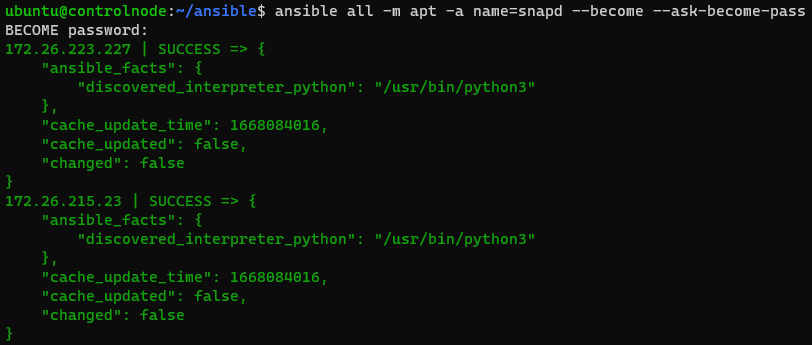 ubuntu@controlnode:~/ansible$ ansible all -m apt -a name=snapd --become --ask-become-pass
BECOME password:
172.26.223.227 | SUCCESS => {
    "ansible_facts": {
        "discovered_interpreter_python": "/usr/bin/python3"
    },
    "cache_update_time": 1668084016,
    "cache_updated": false,
    "changed": false
}
172.26.215.23 | SUCCESS => {
    "ansible_facts": {
        "discovered_interpreter_python": "/usr/bin/python3"
    },
    "cache_update_time": 1668084016,
    "cache_updated": false,
    "changed": false
}